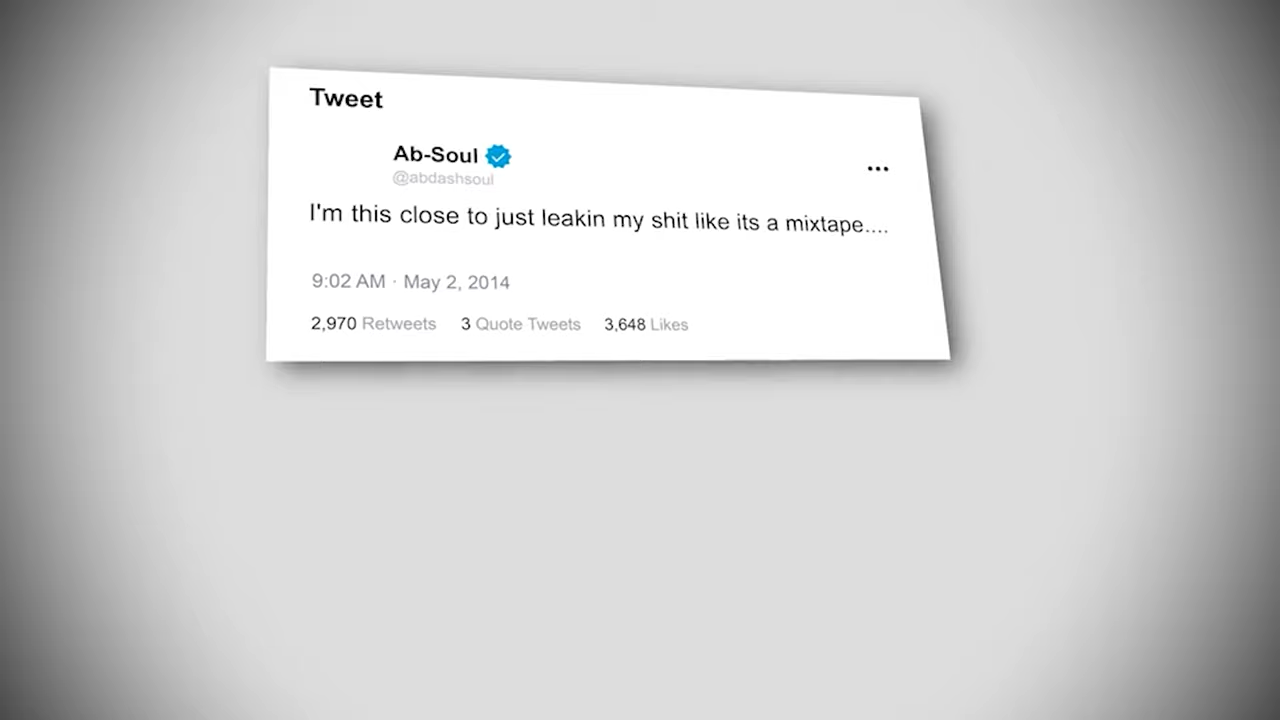 Tweet
Ab-Soul
@abdashsoul
I'm this close to just leakin my shit like its a mixtape....
9:02 AM · May 2, 2014
2,970 Retweets 3 Quote Tweets 3,648 Likes